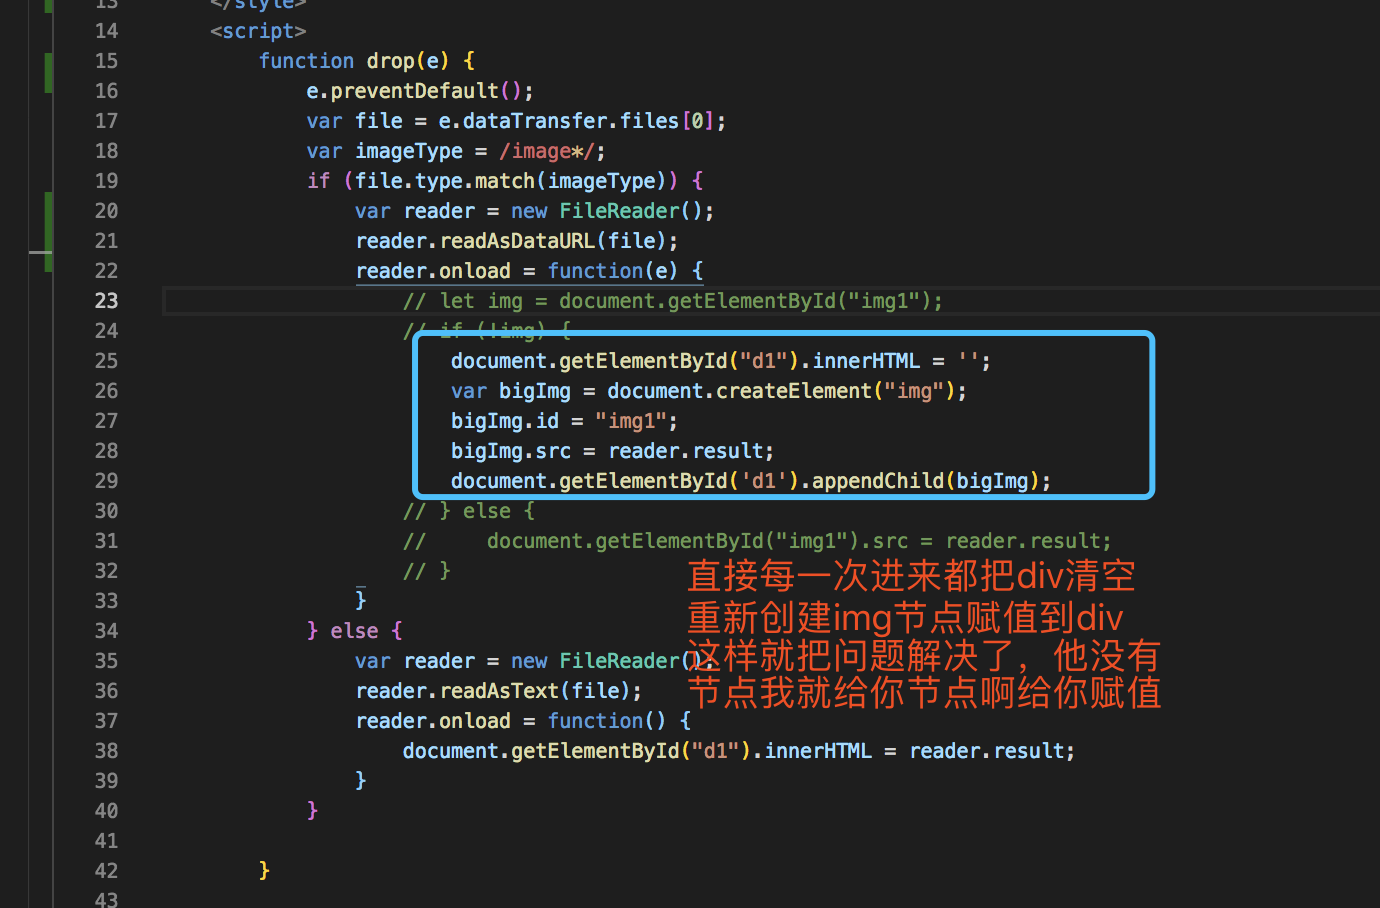 13 </style>
14 <script>
15 function drop(e) {
16 e.preventDefault();
17 var file = e.dataTransfer.files[0];
18 var imageType = /image*/;
19 if (file.type.match(imageType)) {
20 var reader = new FileReader();
21 reader.readAsDataURL(file);
22 reader.onload = function(e) {
23 // let img = document.getElementById("img1");
24 // if (!img) {
25 document.getElementById("d1").innerHTML = '';
26 var bigImg = document.createElement("img");
27 bigImg.id = "img1";
28 bigImg.src = reader.result;
29 document.getElementById('d1').appendChild(bigImg);
30 // } else {
31 // document.getElementById("img1").src = reader.result;
32 // }
33 }
34 } else {
35 var reader = new FileReader();
36 reader.readAsText(file);
37 reader.onload = function() {
38 document.getElementById("d1").innerHTML = reader.result;
39 }
40 }
41
42 }
43
直接每一次进来都把div清空
重新创建img节点赋值到div
这样就把问题解决了，他没有
节点我就给你节点啊给你赋值